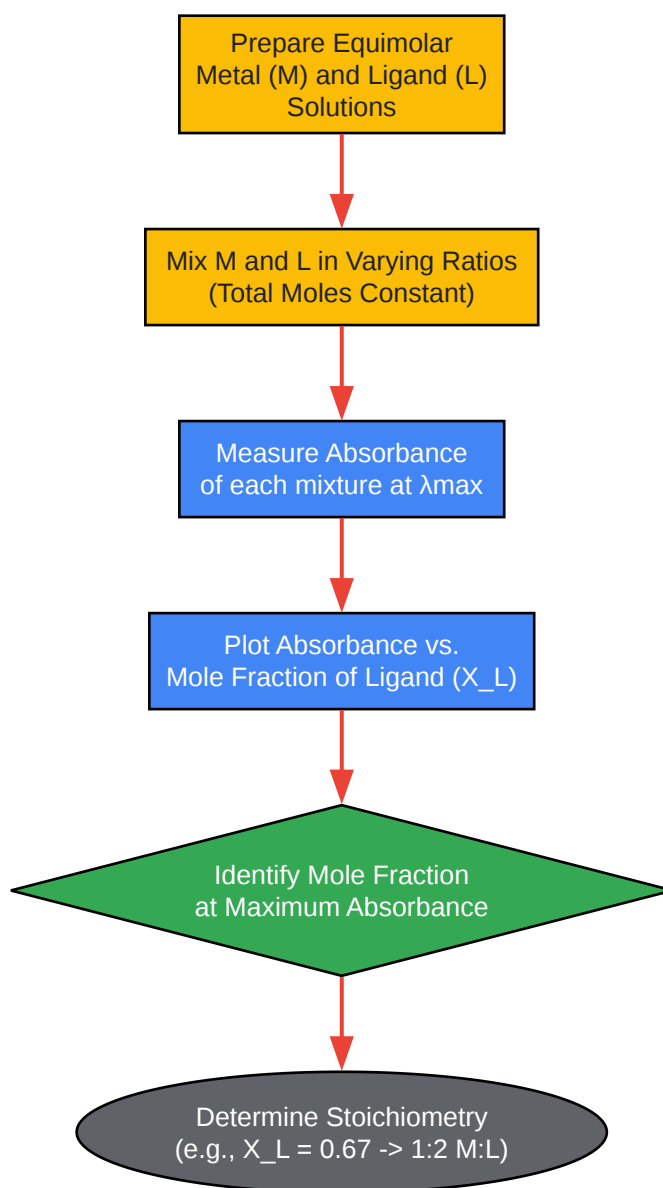 Prepare Equimolar
Metal (M) and Ligand (L)
Solutions
Mix M and L in Varying Ratios
(Total Moles Constant)
Measure Absorbance
of each mixture at λmax
Plot Absorbance vs.
Mole Fraction of Ligand (X_L)
Identify Mole Fraction
at Maximum Absorbance
Determine Stoichiometry
(e.g., X_L = 0.67 -> 1:2 M:L)